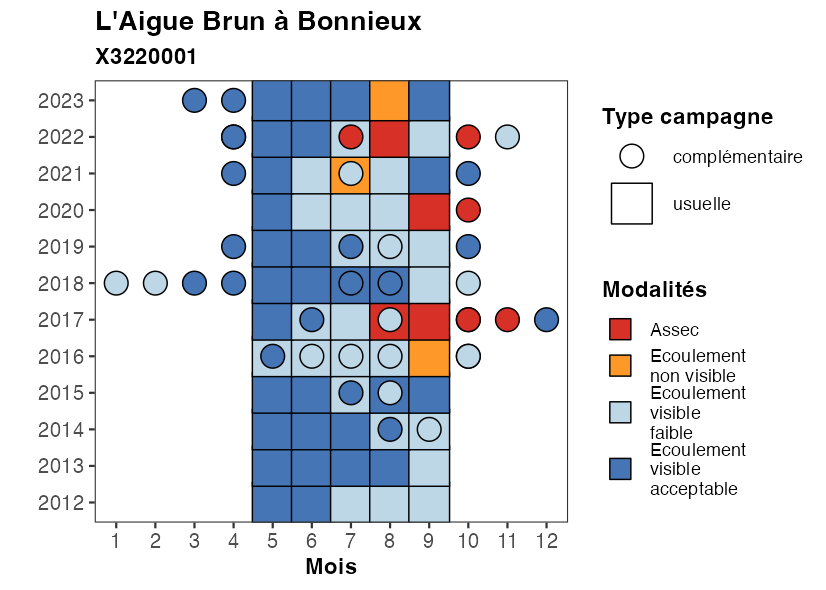 L'Aigue Brun à Bonnieux
X3220001
2023
2022
2021
2020
2019
2018
2017
2016
2015
2014
2013
2012
1 2 3 4 5 6 7 8 9 10 11 12
Mois
Type campagne
complémentaire
usuelle
Modalités
Assec
Ecoulement
non visible
Ecoulement
visible
faible
Ecoulement
visible
acceptable